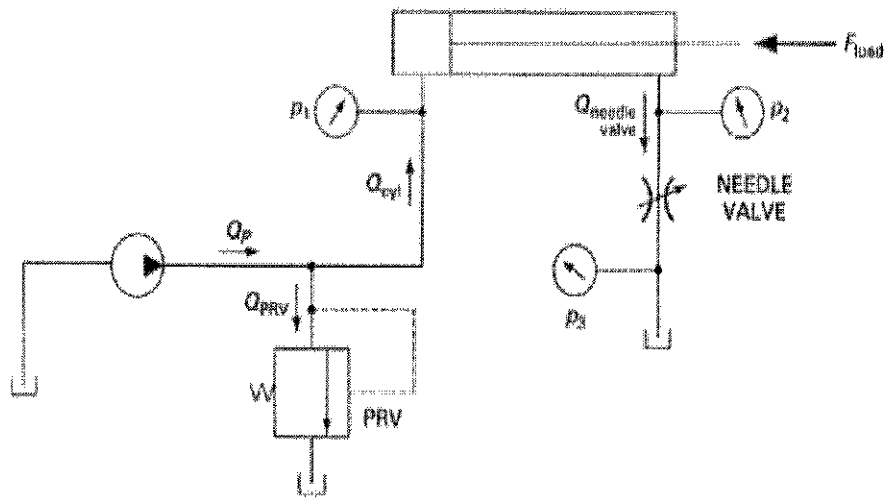 F_load
p1
Q_needle
valve
p2
Q_cyl
NEEDLE
VALVE
Q_P
Q_PRV
p3
PRV